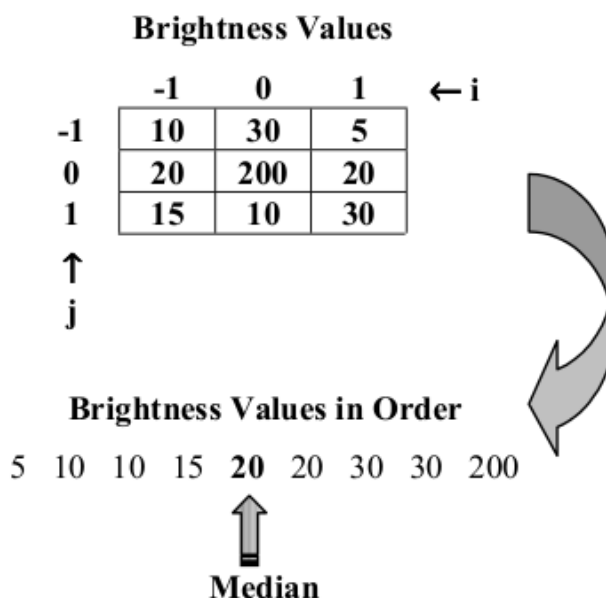 Brightness Values
-1 0 1 ← i
-1 10 30 5
0 20 200 20
1 15 10 30
↑
j
Brightness Values in Order
5 10 10 15 20 20 30 30 200
Median